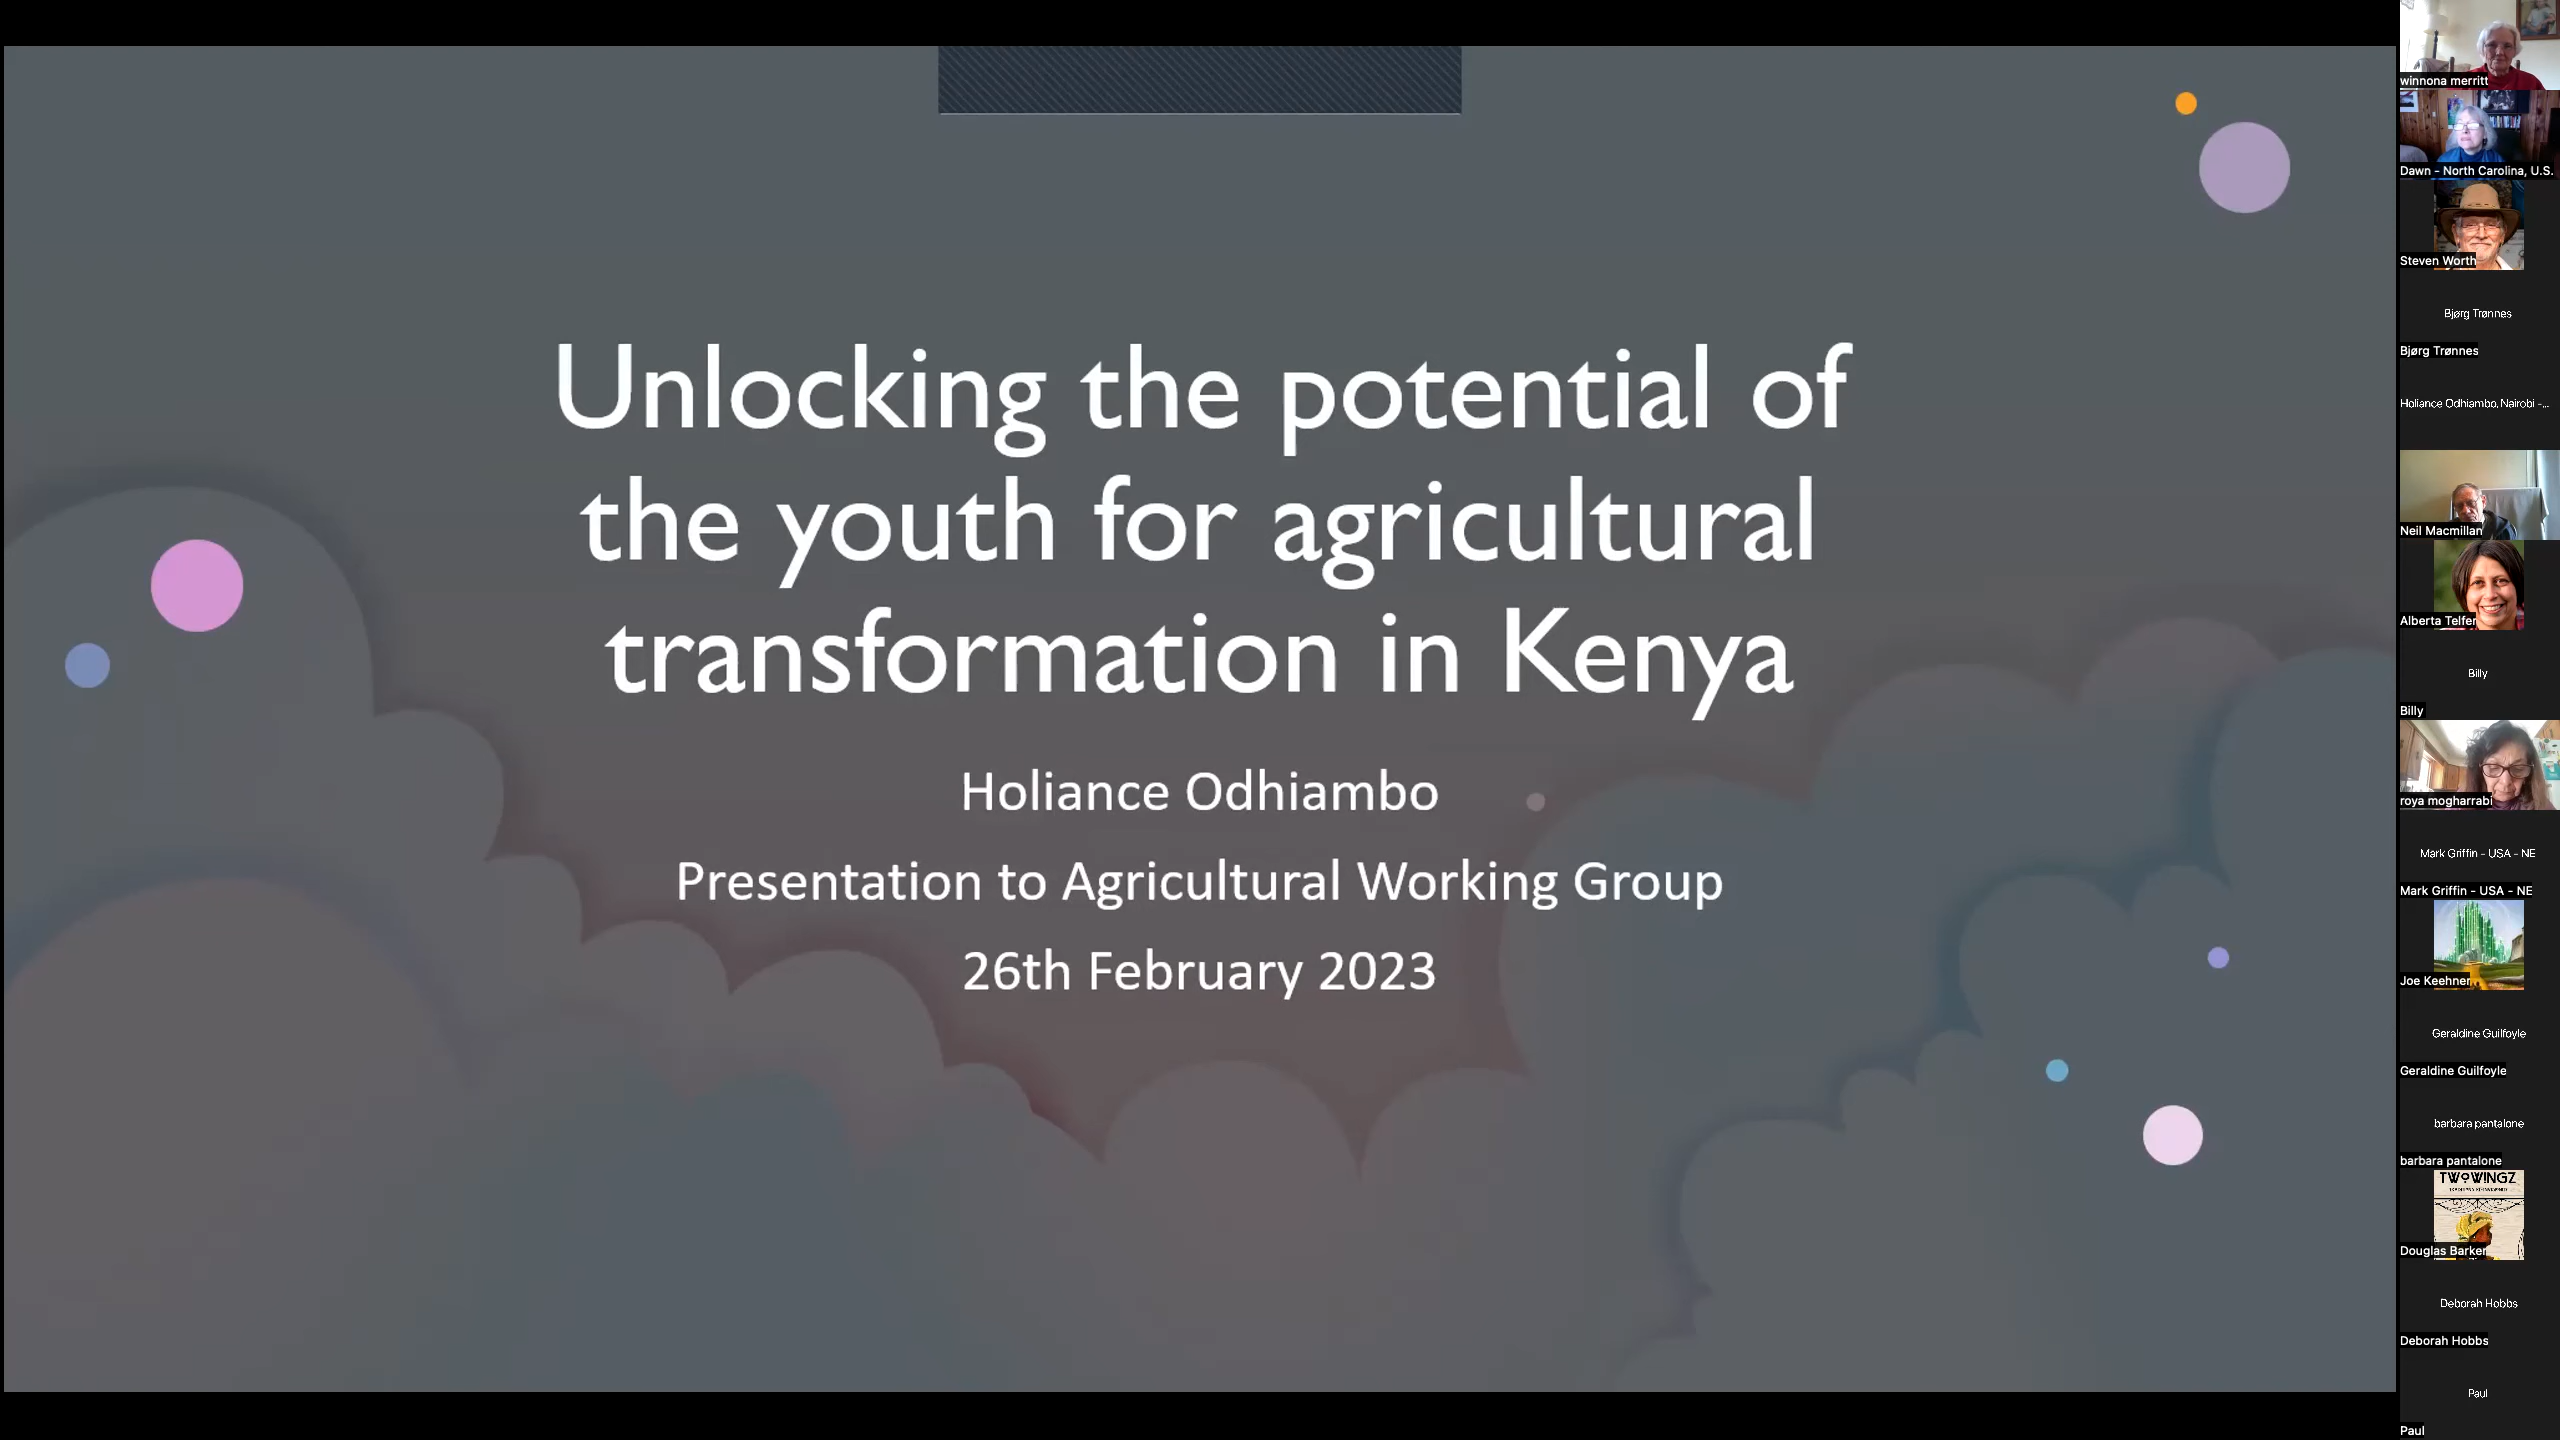 Unlocking the potential of
the youth for agricultural
transformation in Kenya
Holiance Odhiambo
Presentation to Agricultural Working Group
26th February 2023
winnona merritt
Dawn - North Carolina, U.S.
Steven Worth
Bjørg Trønnes
Bjørg Trønnes
Holiance Odhiambo, Nairobi -...
Neil Macmillan
Alberta Telfer
Billy
Billy
roya mogharrabi
Mark Griffin - USA - NE
Mark Griffin - USA - NE
Joe Keehner
Geraldine Guilfoyle
Geraldine Guilfoyle
barbara pantalone
barbara pantalone
TWOWINGZ
Douglas Barker
Deborah Hobbs
Deborah Hobbs
Paul
Paul